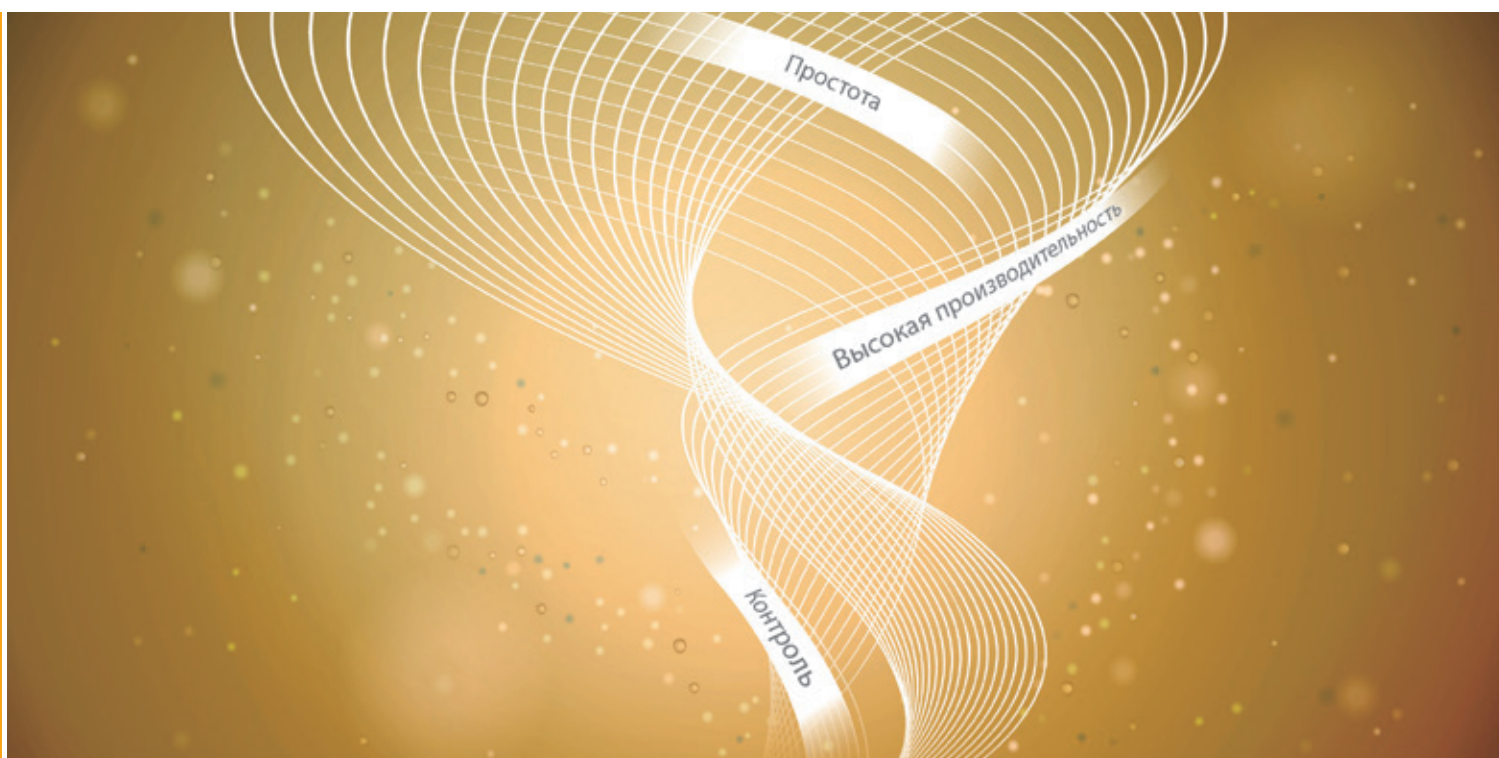 Простота
Высокая производительность
Контроль